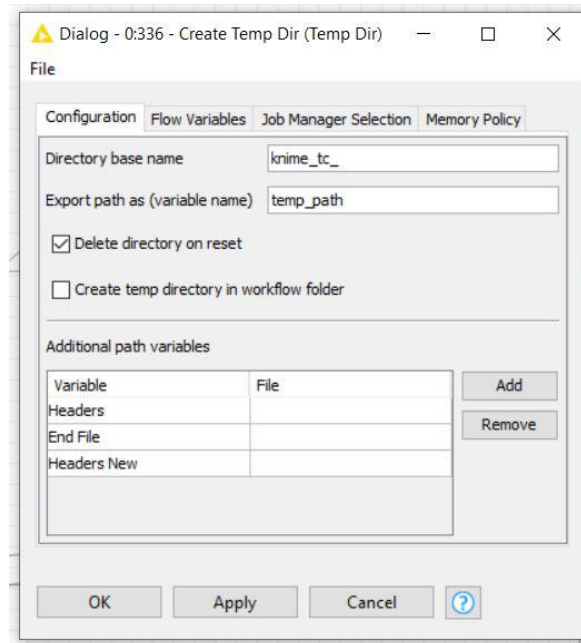 Dialog - 0:336 - Create Temp Dir (Temp Dir)
File
Configuration Flow Variables Job Manager Selection Memory Policy
Directory base name knime_tc_
Export path as (variable name) temp_path
Delete directory on reset
Create temp directory in workflow folder
Additional path variables
Variable File Add
Headers
End File Remove
Headers New
OK Apply Cancel ?